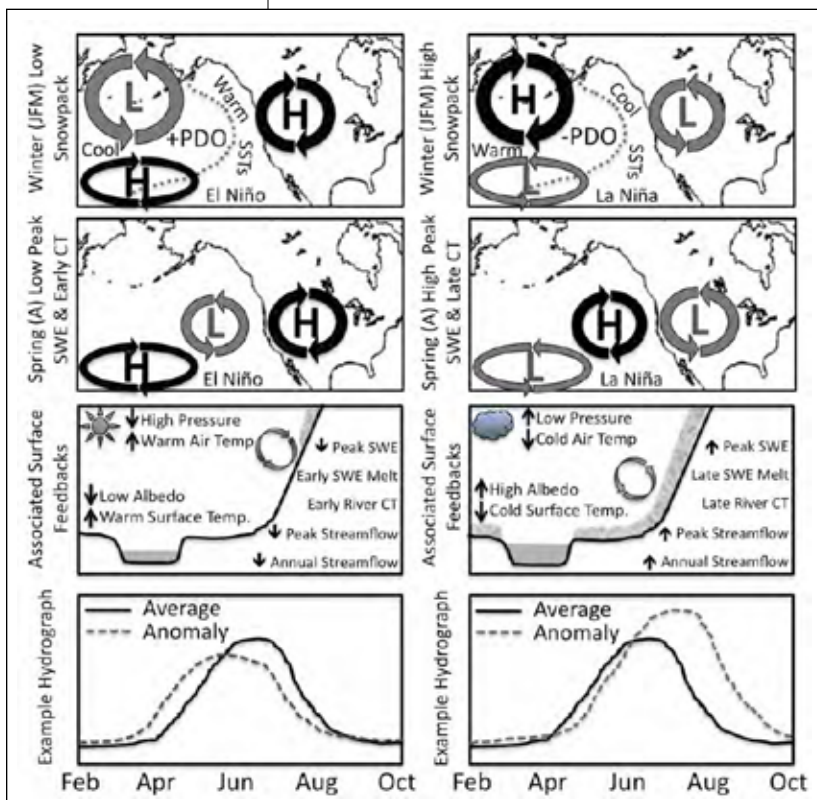 Winter (JFM) Low
Snowpack
L
Warm
H
Cool
+PDO
SSTs
H
El Niño
Winter (JFM) High
Snowpack
H
Cool
L
-PDO
Warm
SSTs
L
La Niña
Spring (A) Low Peak
SWE & Early CT
L
H
H
El Niño
Spring (A) High Peak
SWE & Late CT
H
L
L
La Niña
Associated Surface
Feedbacks
↓High Pressure
↑Warm Air Temp
↓ Peak SWE
Early SWE Melt
↓Low Albedo
Early River CT
↑Warm Surface Temp.
↓ Peak Streamflow
↓ Annual Streamflow
Associated Surface
Feedbacks
↑Low Pressure
↓Cold Air Temp
↑ Peak SWE
Late SWE Melt
↑High Albedo
Late River CT
↓Cold Surface Temp.
↑ Peak Streamflow
↑ Annual Streamflow
Example Hydrograph
Average
Anomaly
Feb Apr Jun Aug Oct
Example Hydrograph
Average
Anomaly
Feb Apr Jun Aug Oct